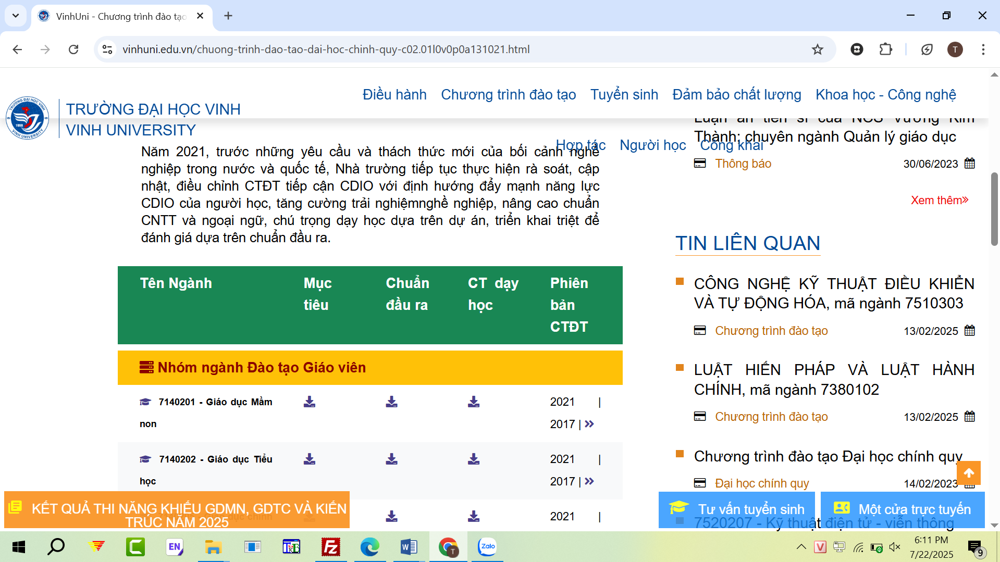 VinhUni - Chương trình đào tạo
vinhuni.edu.vn/chuong-trinh-dao-tao-dai-hoc-chinh-quy-c02.01l0v0p0a131021.html
T
TRƯỜNG ĐẠI HỌC VINH
VINH UNIVERSITY
Điều hành Chương trình đào tạo Tuyển sinh Đảm bảo chất lượng Khoa học - Công nghệ
Hợp tác Người học Công khai
Năm 2021, trước những yêu cầu và thách thức mới của bối cảnh nghề
nghiệp trong nước và quốc tế, Nhà trường tiếp tục thực hiện rà soát, cập
nhật, điều chỉnh CTĐT tiếp cận CDIO với định hướng đẩy mạnh năng lực
CDIO của người học, tăng cường trải nghiệmnghề nghiệp, nâng cao chuẩn
CNTT và ngoại ngữ, chú trọng dạy học dựa trên dự án, triển khai triệt để
đánh giá dựa trên chuẩn đầu ra.
Tên Ngành Mục tiêu Chuẩn đầu ra CT dạy học Phiên bản CTĐT
Nhóm ngành Đào tạo Giáo viên
7140201 - Giáo dục Mầm 2021 |
non 2017 | »
7140202 - Giáo dục Tiểu 2021 |
học 2017 | »
2021 |
Luận án tiến sĩ của NCS Vương Kim
Thành; chuyên ngành Quản lý giáo dục
Thông báo 30/06/2023
Xem thêm»
TIN LIÊN QUAN
CÔNG NGHỆ KỸ THUẬT ĐIỀU KHIỂN
VÀ TỰ ĐỘNG HÓA, mã ngành 7510303
Chương trình đào tạo 13/02/2025
LUẬT HIẾN PHÁP VÀ LUẬT HÀNH
CHÍNH, mã ngành 7380102
Chương trình đào tạo 13/02/2025
Chương trình đào tạo Đại học chính quy
Đại học chính quy 14/02/2023
7520207 - Kỹ thuật điện tử - viễn thông
KẾT QUẢ THI NĂNG KHIẾU GDMN, GDTC VÀ KIẾN
TRÚC NĂM 2025
Tư vấn tuyển sinh
Một cửa trực tuyến
EN
Zalo
T
V
6:11 PM
7/22/2025
9